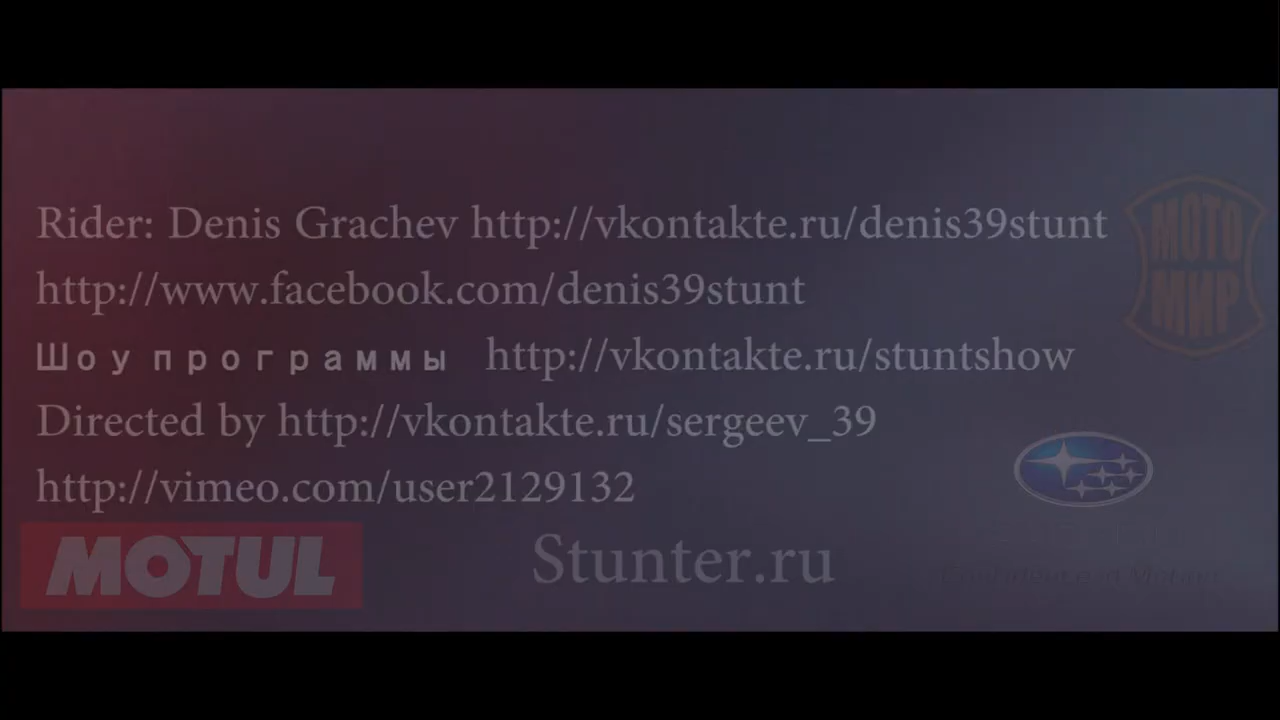 Rider: Denis Grachev http://vkontakte.ru/denis39stunt
http://www.facebook.com/denis39stunt
Шоу программы http://vkontakte.ru/stuntshow
Directed by http://vkontakte.ru/sergeev_39
http://vimeo.com/user2129132
МОТО
МИР
MOTUL
Stunter.ru